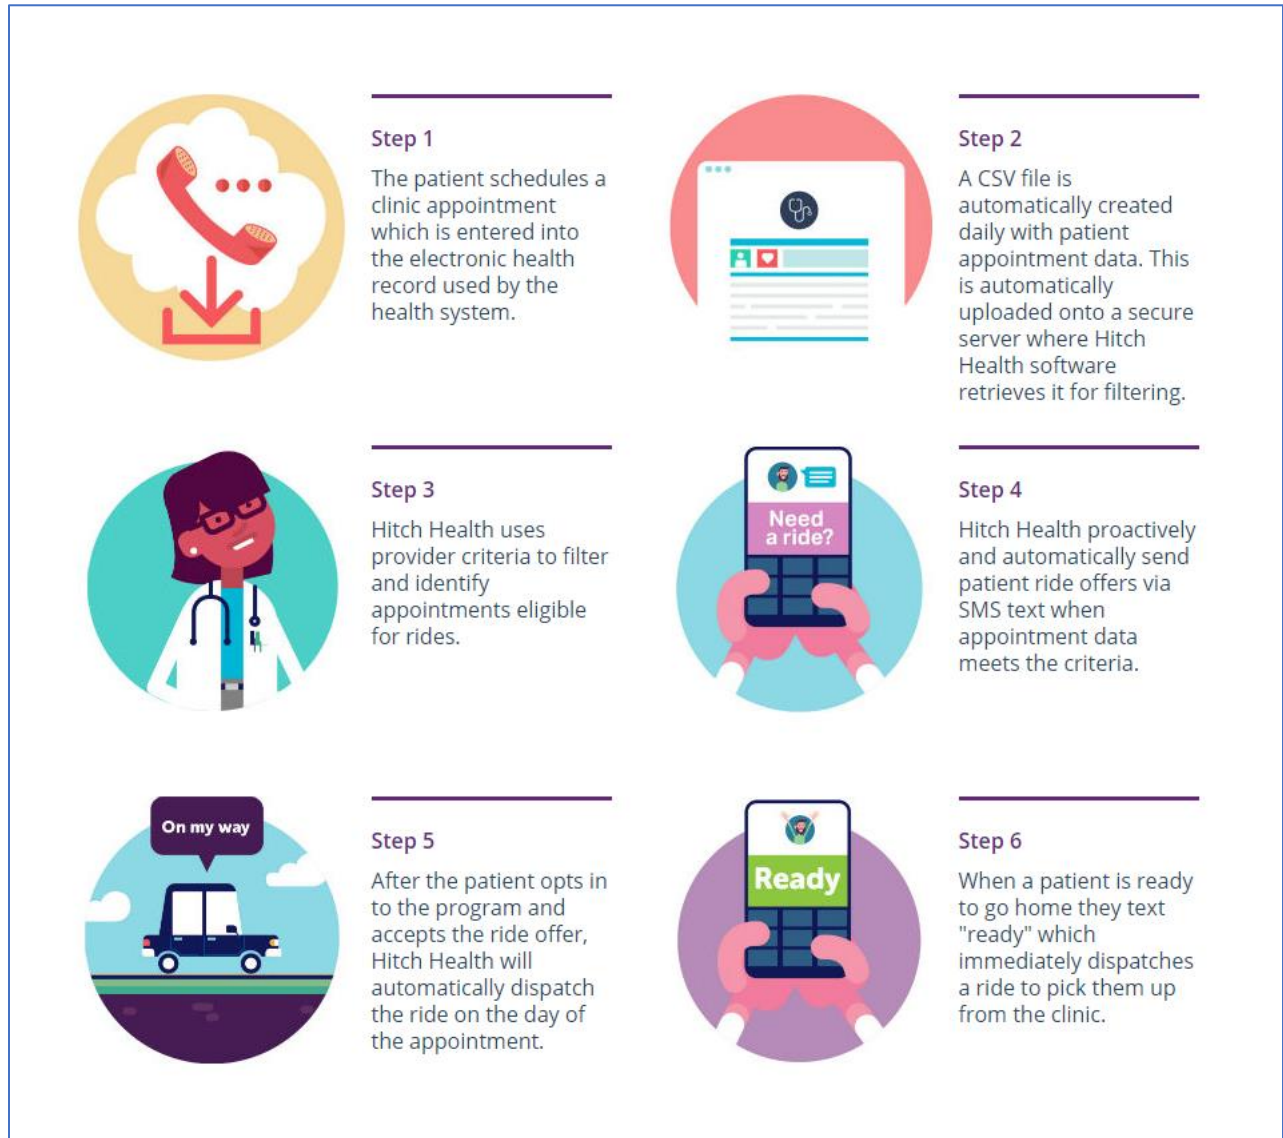 Step 1
The patient schedules a
clinic appointment
which is entered into
the electronic health
record used by the
health system.
Step 2
A CSV file is
automatically created
daily with patient
appointment data. This
is automatically
uploaded onto a secure
server where Hitch
Health software
retrieves it for filtering.
Step 3
Hitch Health uses
provider criteria to filter
and identify
appointments eligible
for rides.
Need
a ride?
Step 4
Hitch Health proactively
and automatically send
patient ride offers via
SMS text when
appointment data
meets the criteria.
On my way
Step 5
After the patient opts in
to the program and
accepts the ride offer,
Hitch Health will
automatically dispatch
the ride on the day of
the appointment.
Ready
Step 6
When a patient is ready
to go home they text
"ready" which
immediately dispatches
a ride to pick them up
from the clinic.